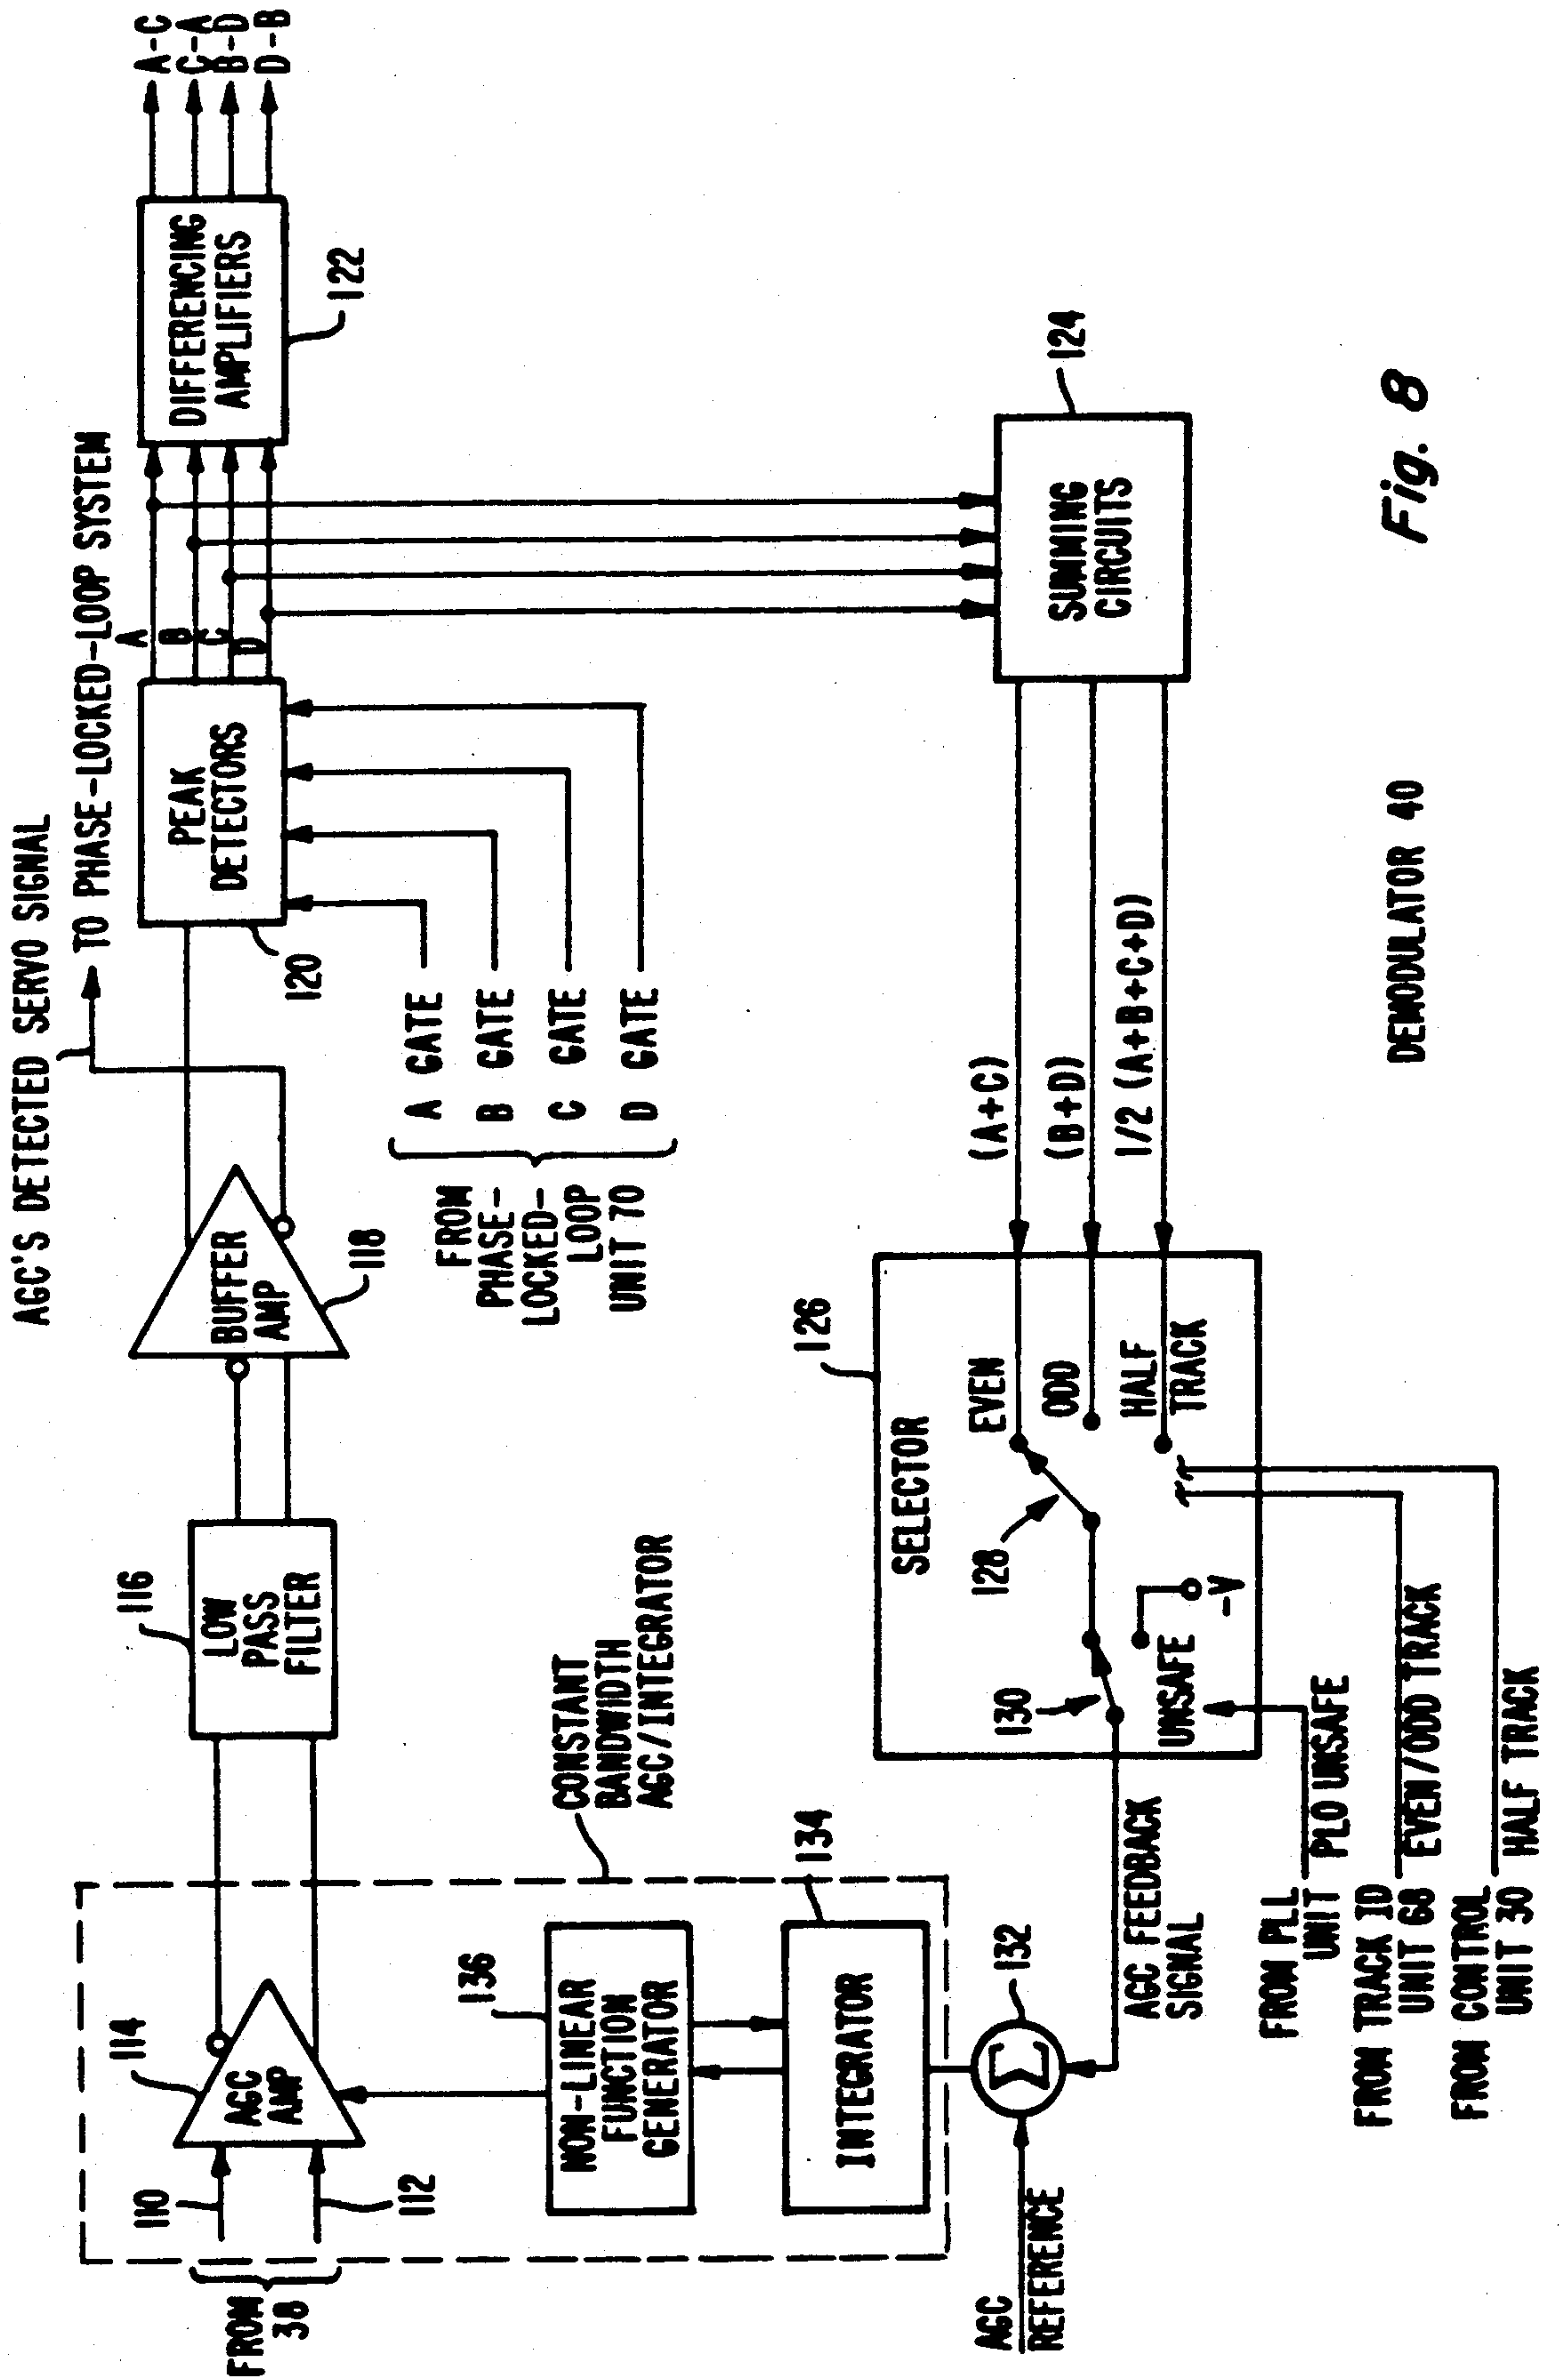 AGC'S DETECTED SERVO SIGNAL
TO PHASE-LOCKED-LOOP SYSTEM
FROM
38
110
112
114
AGC
AMP
116
LOW
PASS
FILTER
BUFFER
AMP
118
PEAK
DETECTORS
120
A
B
C
D
DIFFERENCING
AMPLIFIERS
122
A-C
C-A
B-D
D-B
FROM
PHASE-
LOCKED-
LOOP
UNIT 70
A GATE
B GATE
C GATE
D GATE
CONSTANT
BANDWIDTH
AGC/INTEGRATOR
136
NON-LINEAR
FUNCTION
GENERATOR
134
INTEGRATOR
132
Σ
AGC
REFERENCE
AGC FEEDBACK
SIGNAL
126
SELECTOR
EVEN
ODD
HALF
TRACK
128
130
UNSAFE
-V
(A+C)
(B+D)
1/2 (A+B+C+D)
SUMMING
CIRCUITS
124
FROM PLL
UNIT
PLO UNSAFE
FROM TRACK ID
UNIT 68
EVEN/ODD TRACK
FROM CONTROL
UNIT 30
HALF TRACK
DEMODULATOR 40
Fig. 8